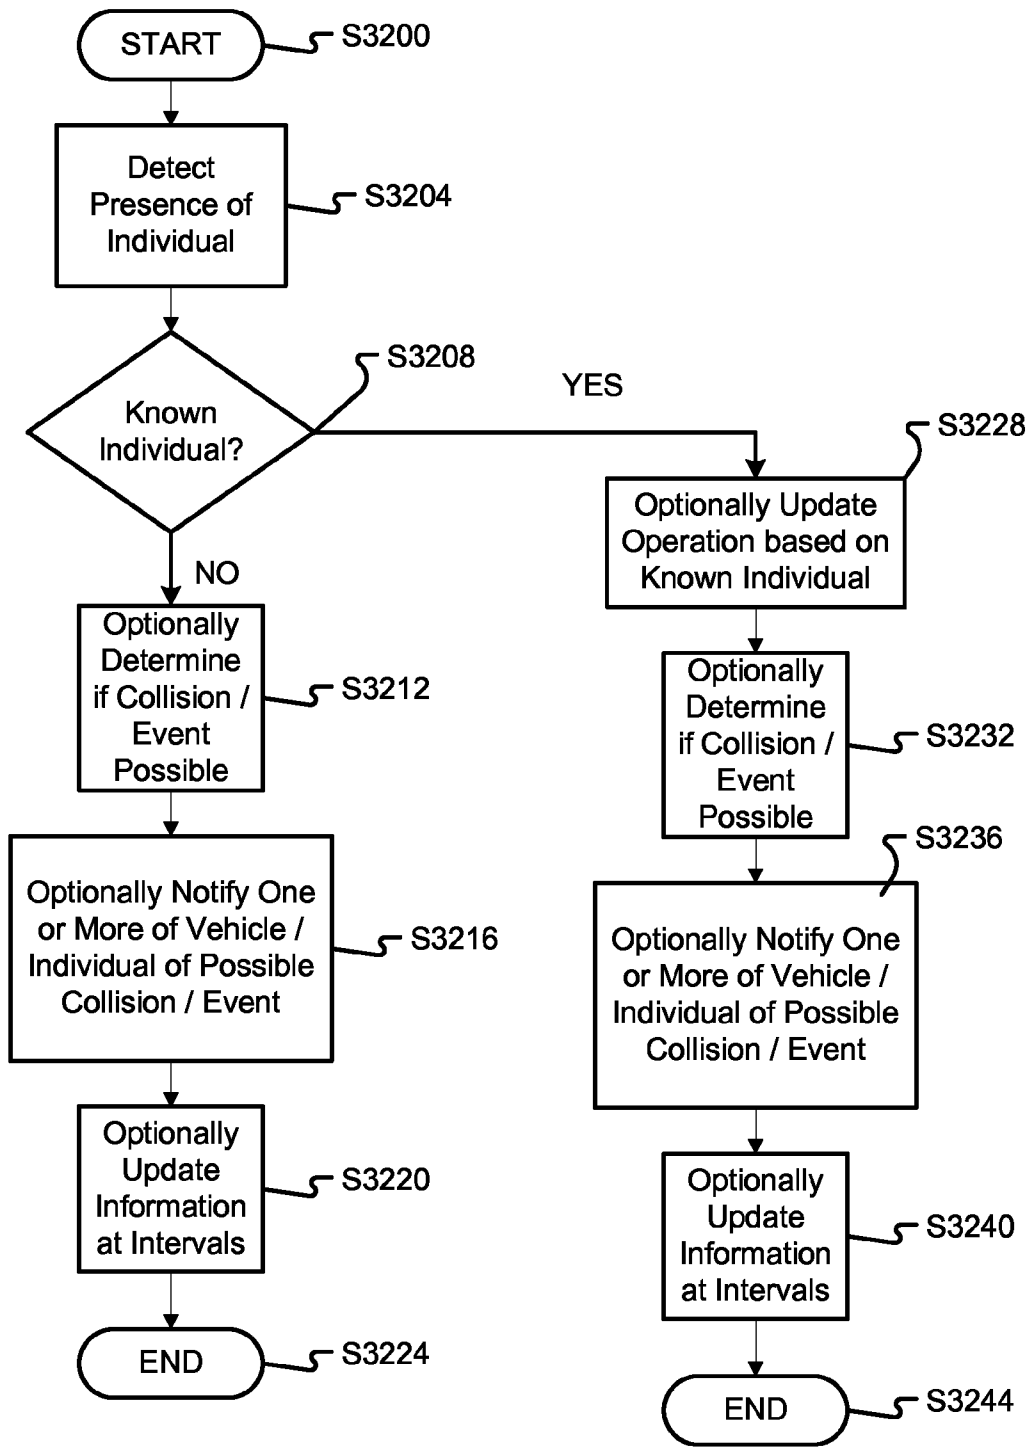 START
S3200
Detect
Presence of
Individual
S3204
Known
Individual?
S3208
YES
NO
Optionally
Determine
if Collision /
Event
Possible
S3212
Optionally Notify One
or More of Vehicle /
Individual of Possible
Collision / Event
S3216
Optionally
Update
Information
at Intervals
S3220
END
S3224
Optionally Update
Operation based on
Known Individual
S3228
Optionally
Determine
if Collision /
Event
Possible
S3232
Optionally Notify One
or More of Vehicle /
Individual of Possible
Collision / Event
S3236
Optionally
Update
Information
at Intervals
S3240
END
S3244